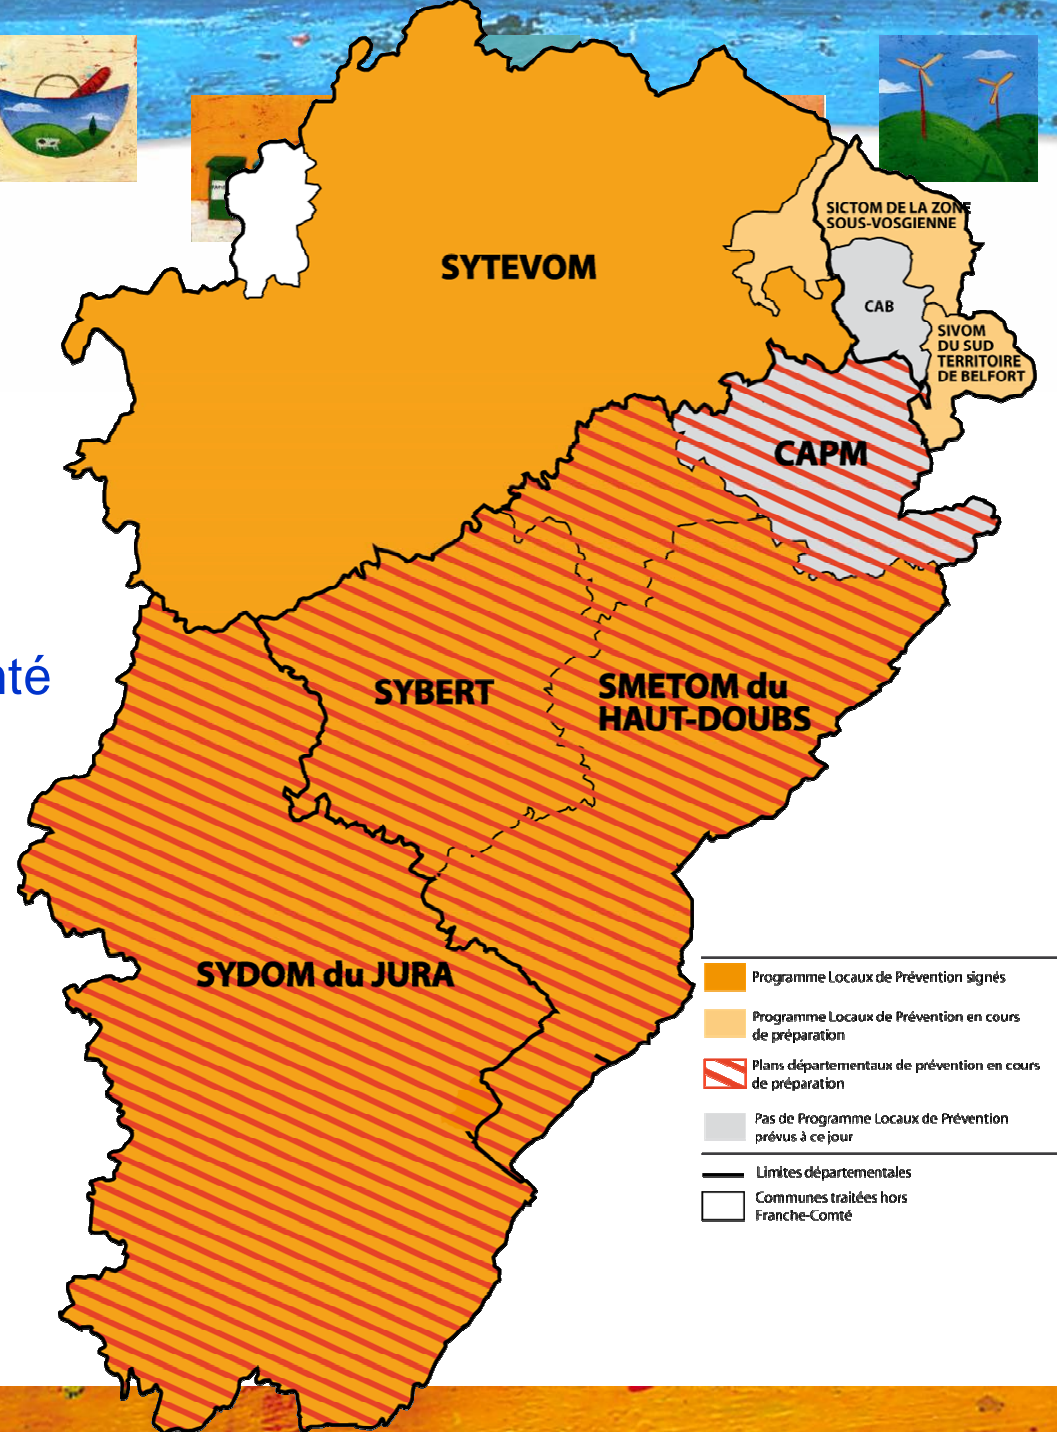 SICTOM DE LA ZONE
SOUS-VOSGIENNE
SYTEVOM
CAB
SIVOM
DU SUD
TERRITOIRE
DE BELFORT
CAPM
nté
SYBERT
SMETOM du
HAUT-DOUBS
SYDOM du JURA
Programme Locaux de Prévention signés
Programme Locaux de Prévention en cours
de préparation
Plans départementaux de prévention en cours
de préparation
Pas de Programme Locaux de Prévention
prévus à ce jour
Limites départementales
Communes traitées hors
Franche-Comté